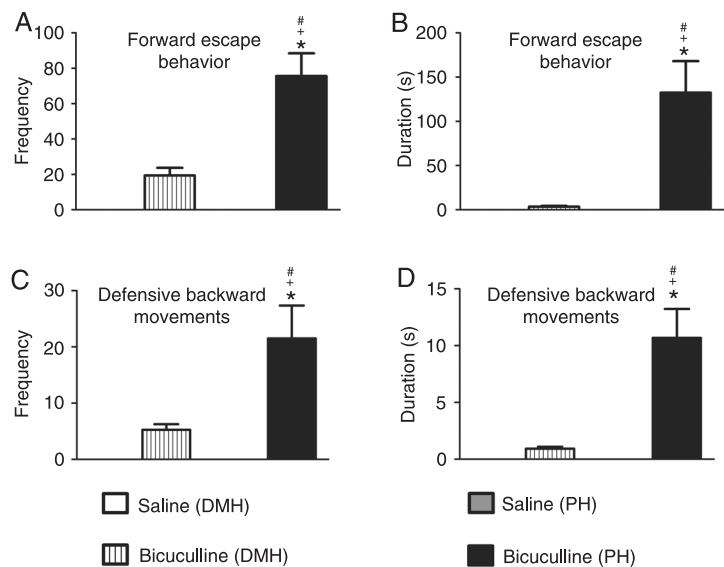 A
Forward escape
behavior
#
+
*
Frequency
100
80
60
40
20
0
B
Forward escape
behavior
#
+
*
Duration (s)
200
150
100
50
0
C
Defensive backward
movements
#
+
*
Frequency
30
20
10
0
D
Defensive backward
movements
#
+
*
Duration (s)
15
10
5
0
Saline (DMH)
Saline (PH)
Bicuculline (DMH)
Bicuculline (PH)